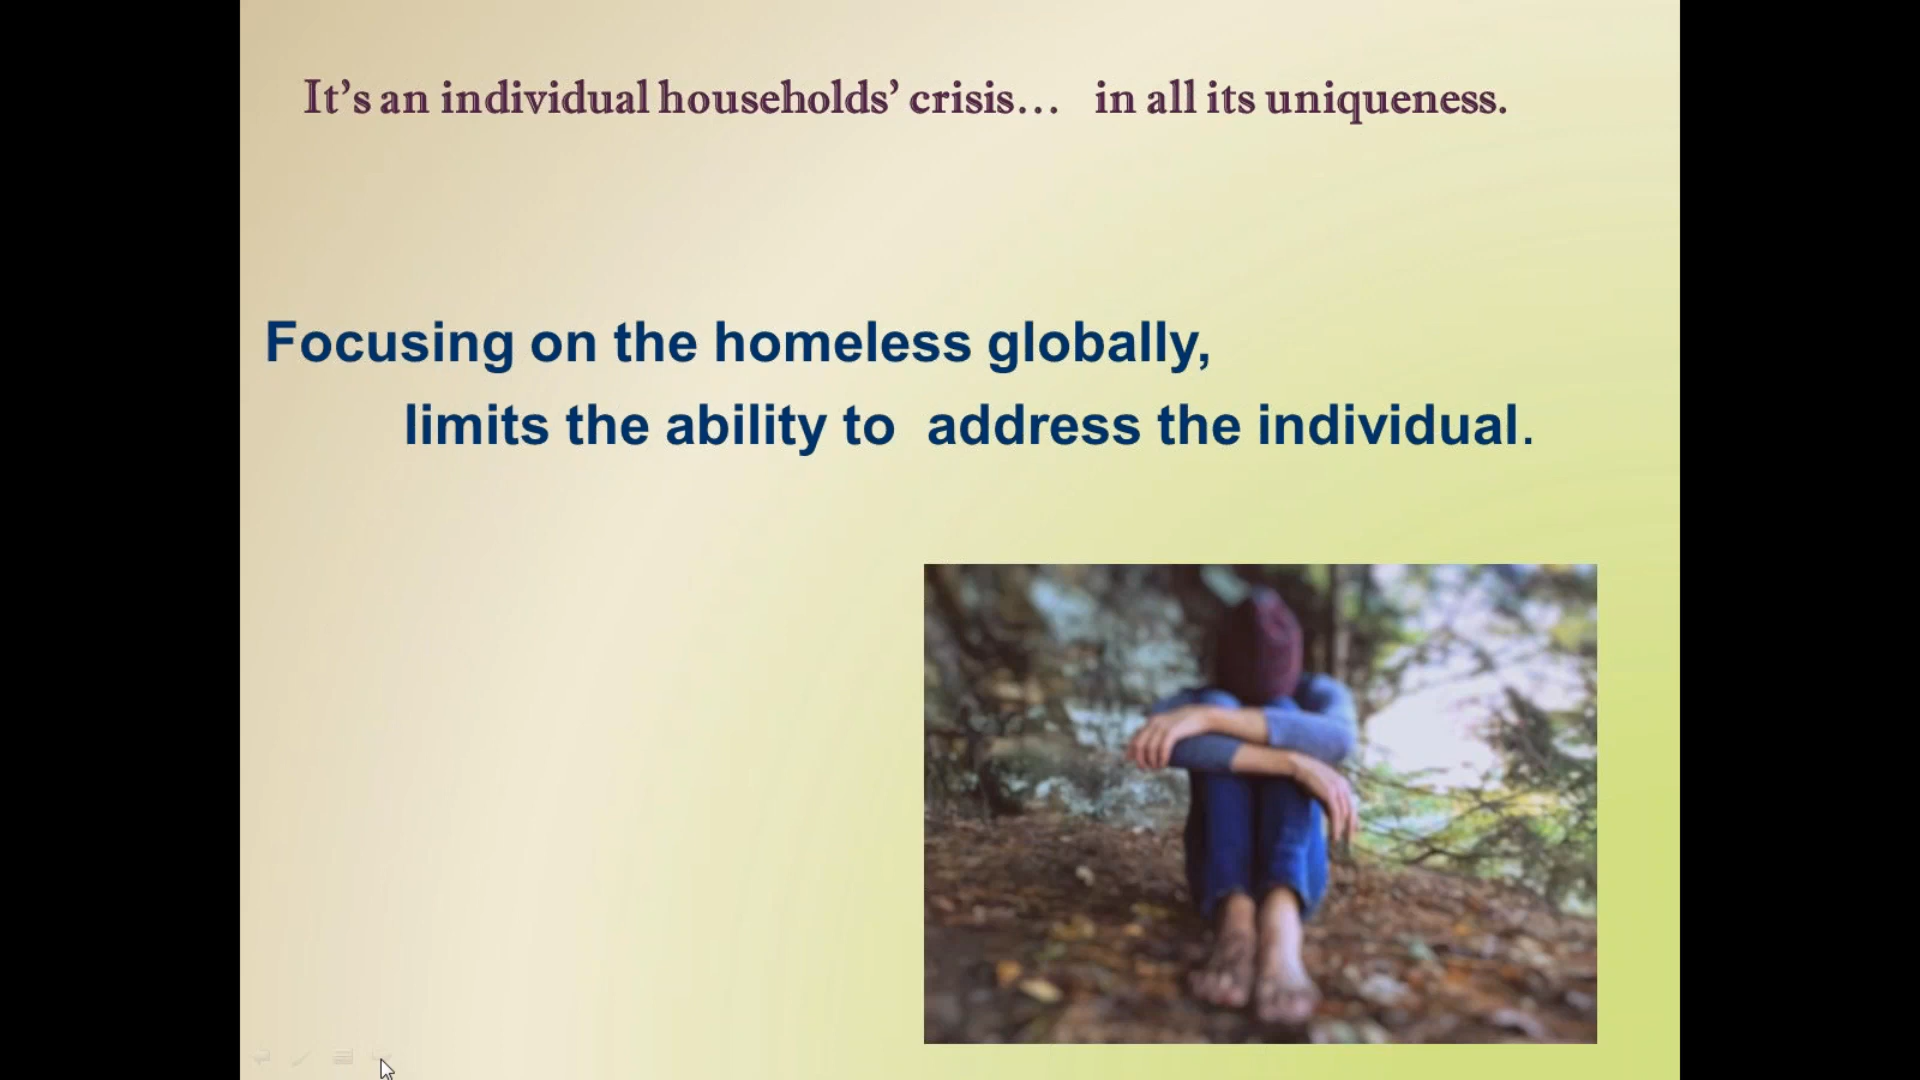 It’s an individual households’ crisis…   in all its uniqueness.
Focusing on the homeless globally,
limits the ability to  address the individual.